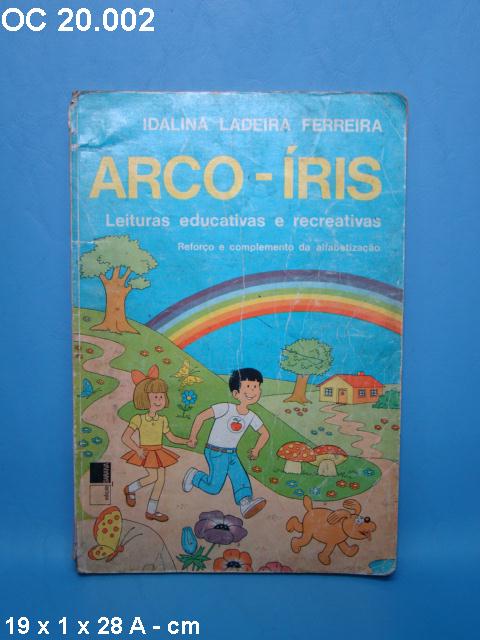 OC 20.002
IDALINA LADEIRA FERREIRA
ARCO-ÍRIS
Leituras educativas e recreativas
Reforço e complemento da alfabetização
19 x 1 x 28 A - cm